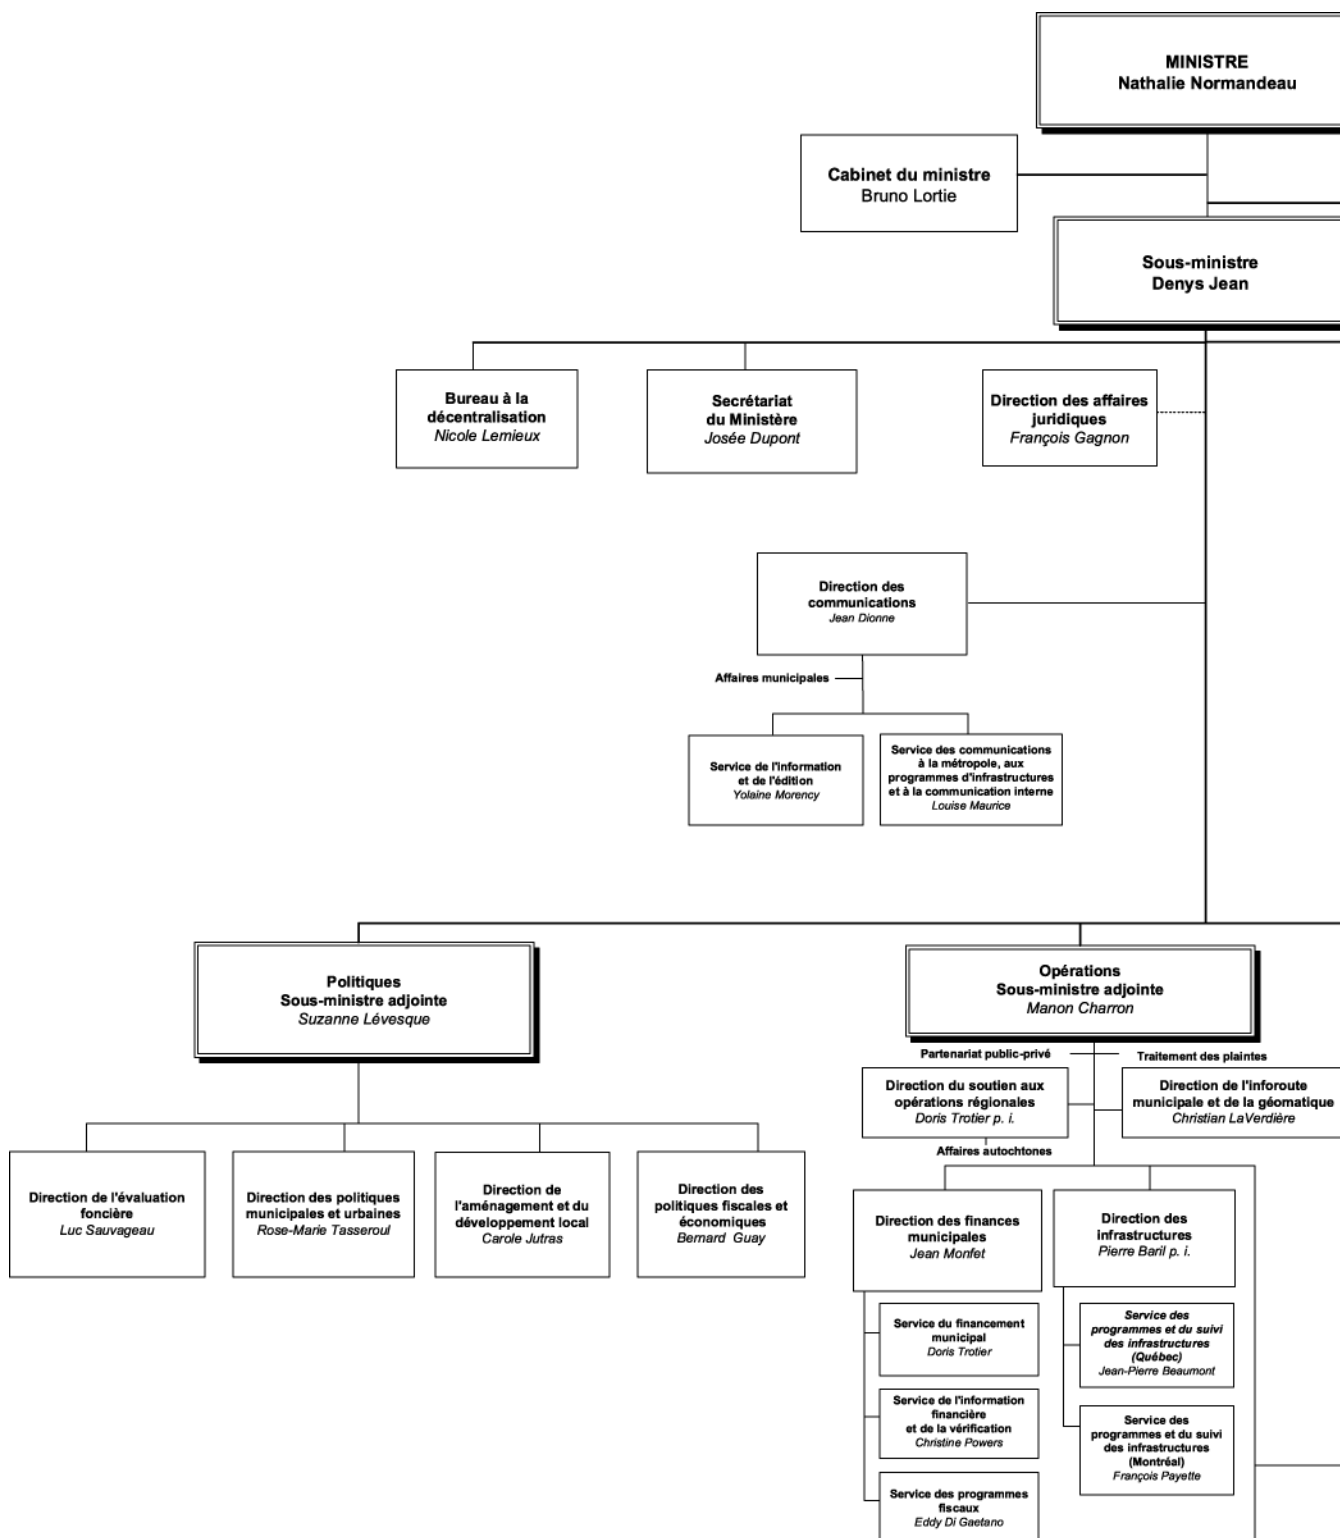 MINISTRE
Nathalie Normandeau
Cabinet du ministre
Bruno Lortie
Sous-ministre
Denys Jean
Bureau à la
décentralisation
Nicole Lemieux
Secrétariat
du Ministère
Josée Dupont
Direction des affaires
juridiques
François Gagnon
Direction des
communications
Jean Dionne
Affaires municipales
Service de l'information
et de l'édition
Yolaine Morency
Service des communications
à la métropole, aux
programmes d'infrastructures
et à la communication interne
Louise Maurice
Politiques
Sous-ministre adjointe
Suzanne Lévesque
Opérations
Sous-ministre adjointe
Manon Charron
Partenariat public-privé
Traitement des plaintes
Direction du soutien aux
opérations régionales
Doris Trotier p. i.
Direction de l'inforoute
municipale et de la géomatique
Christian LaVerdière
Affaires autochtones
Direction de l'évaluation
foncière
Luc Sauvageau
Direction des politiques
municipales et urbaines
Rose-Marie Tasseroul
Direction de
l'aménagement et du
développement local
Carole Jutras
Direction des
politiques fiscales et
économiques
Bernard Guay
Direction des finances
municipales
Jean Monfet
Direction des
infrastructures
Pierre Baril p. i.
Service du financement
municipal
Doris Trotier
Service des
programmes et du suivi
des infrastructures
(Québec)
Jean-Pierre Beaumont
Service de l'information
financière
et de la vérification
Christine Powers
Service des
programmes et du suivi
des infrastructures
(Montréal)
François Payette
Service des programmes
fiscaux
Eddy Di Gaetano